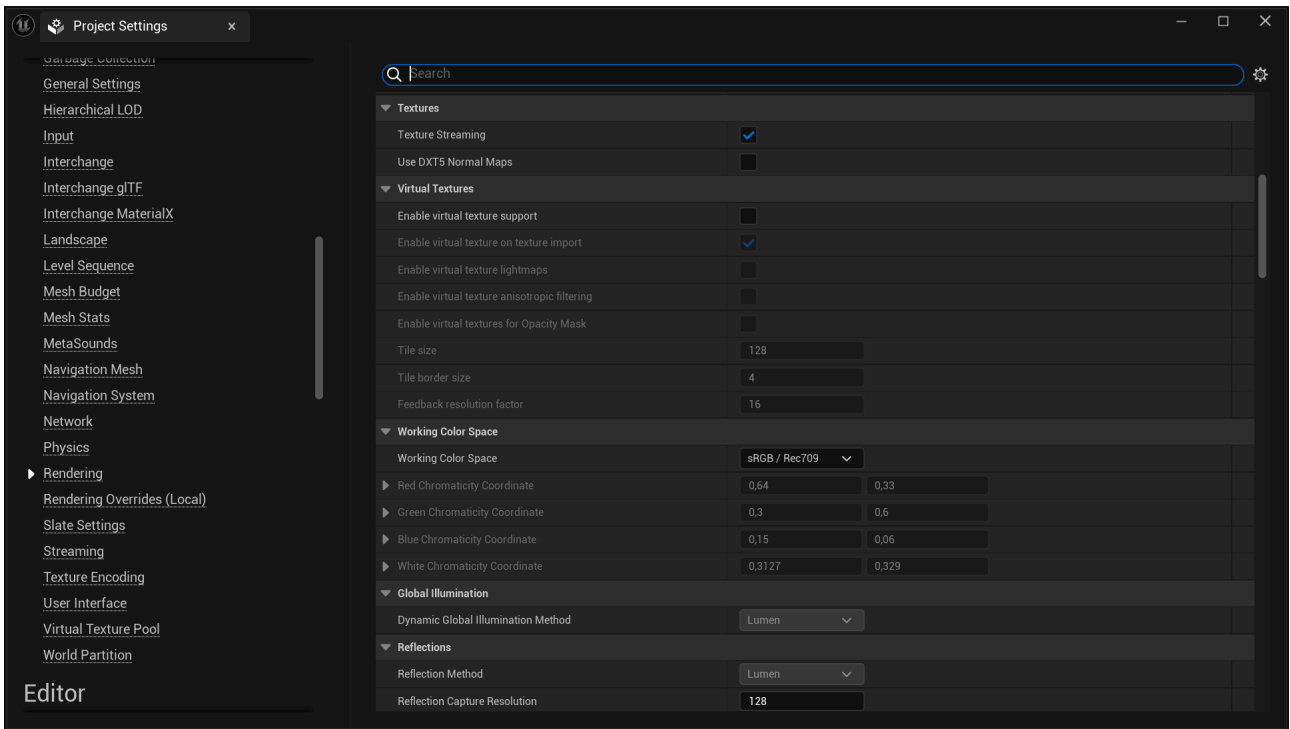 Project Settings
Garbage Collection
General Settings
Hierarchical LOD
Input
Interchange
Interchange glTF
Interchange MaterialX
Landscape
Level Sequence
Mesh Budget
Mesh Stats
MetaSounds
Navigation Mesh
Navigation System
Network
Physics
Rendering
Rendering Overrides (Local)
Slate Settings
Streaming
Texture Encoding
User Interface
Virtual Texture Pool
World Partition
Editor
Search
Textures
Texture Streaming
Use DXT5 Normal Maps
Virtual Textures
Enable virtual texture support
Enable virtual texture on texture import
Enable virtual texture lightmaps
Enable virtual texture anisotropic filtering
Enable virtual textures for Opacity Mask
Tile size 128
Tile border size 4
Feedback resolution factor 16
Working Color Space
Working Color Space sRGB / Rec709
Red Chromaticity Coordinate 0,64 0,33
Green Chromaticity Coordinate 0,3 0,6
Blue Chromaticity Coordinate 0,15 0,06
White Chromaticity Coordinate 0,3127 0,329
Global Illumination
Dynamic Global Illumination Method Lumen
Reflections
Reflection Method Lumen
Reflection Capture Resolution 128